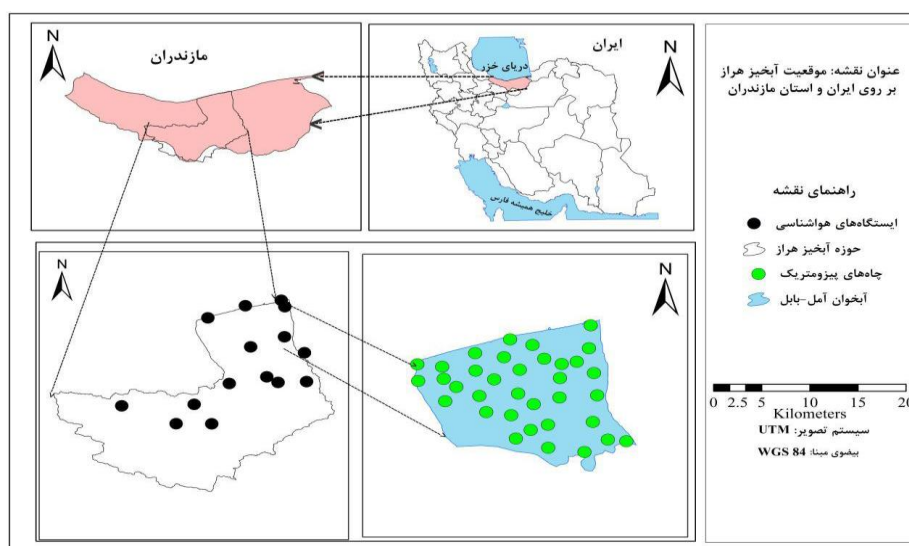 N
مازندران
ایران
N
دریای خزر
خلیج همیشه فارس
عنوان نقشه: موقعیت آبخیز هراز
بر روی ایران و استان مازندران
راهنمای نقشه
ایستگاه‌های هواشناسی
حوزه آبخیز هراز
چاه‌های پیزومتریک
آبخوان آمل-بابل
N
N
0 2.5 5 10 15 20
Kilometers
سیستم تصویر: UTM
بیضوی مبنا: WGS 84